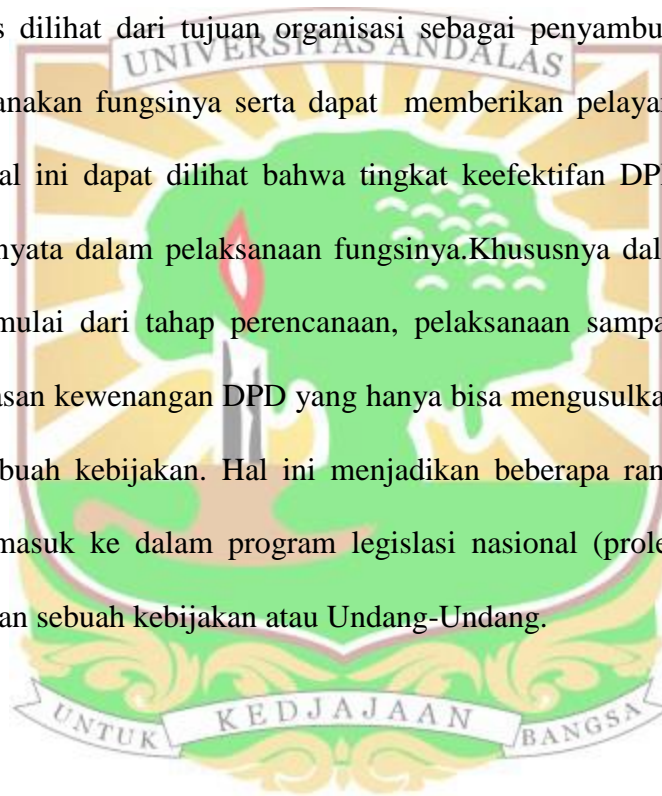 s dilihat dari tujuan organisasi sebagai penyambu
UNIVERSITAS ANDALAS
anakan fungsinya serta dapat memberikan pelaya
al ini dapat dilihat bahwa tingkat keefektifan DP
nyata dalam pelaksanaan fungsinya.Khususnya dal
mulai dari tahap perencanaan, pelaksanaan sampa
asan kewenangan DPD yang hanya bisa mengusulka
buah kebijakan. Hal ini menjadikan beberapa ran
masuk ke dalam program legislasi nasional (prole
an sebuah kebijakan atau Undang-Undang.
UNTUK KEDJAJAAN BANGSA